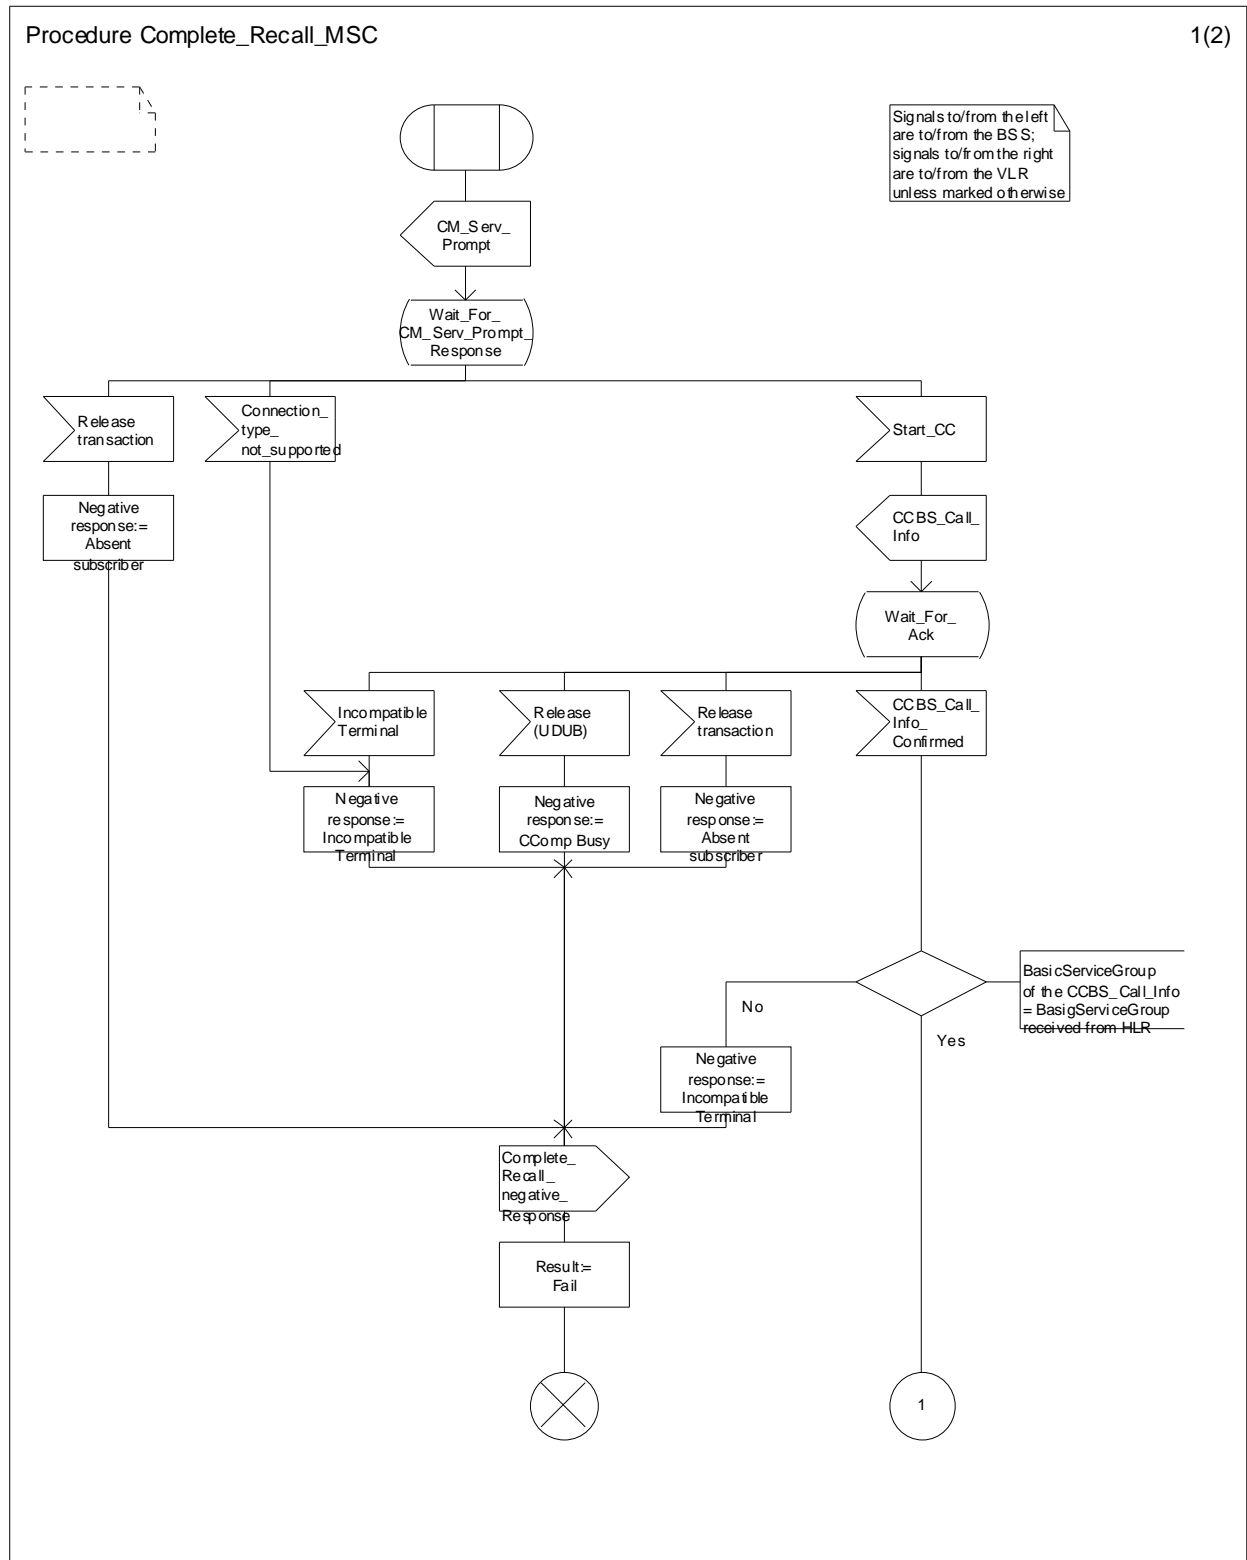 Procedure Complete_Recall_MSC
1(2)
Signals to/from the left
are to/from the BSS;
signals to/from the right
are to/from the VLR
unless marked otherwise
CM_Serv_
Prompt
Wait_For_
CM_Serv_Prompt_
Response
Release
transaction
Connection_
type_
not_supported
Start_CC
Negative
response:=
Absent
subscriber
CCBS_Call_
Info
Wait_For_
Ack
Incompatible
Terminal
Release
(UDUB)
Release
transaction
CCBS_Call_
Info_
Confirmed
Negative
response:=
Incompatible
Terminal
Negative
response:=
CComp Busy
Negative
response:=
Absent
subscriber
BasicServiceGroup
of the CCBS_Call_Info
= BasigServiceGroup
received from HLR
No
Yes
Negative
response:=
Incompatible
Terminal
Complete_
Recall_
negative_
Response
Result:=
Fail
1